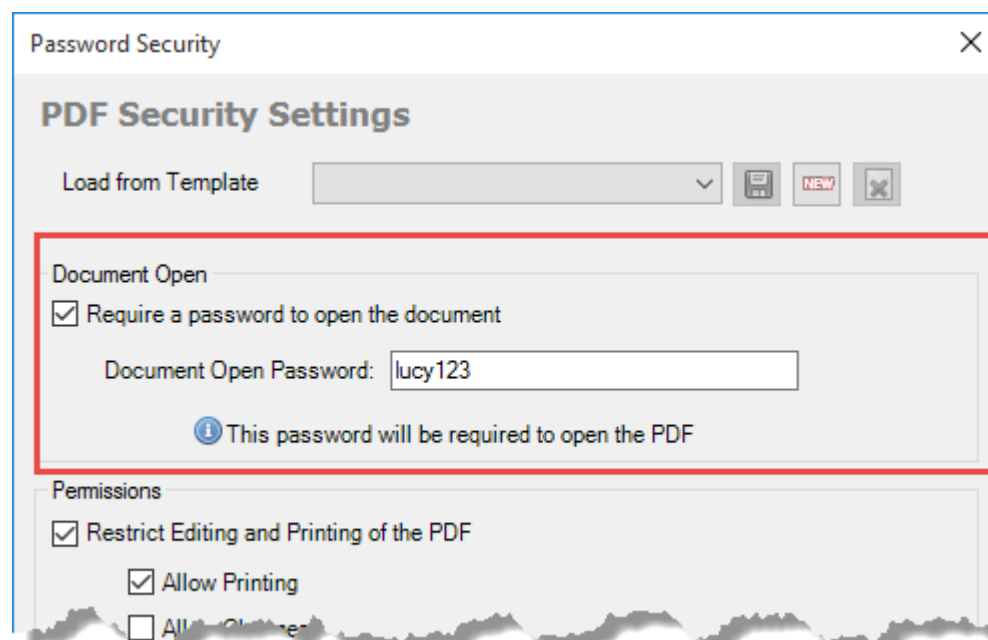 Password Security
PDF Security Settings
Load from Template
NEW
Document Open
Require a password to open the document
Document Open Password: lucy123
This password will be required to open the PDF
Permissions
Restrict Editing and Printing of the PDF
Allow Printing